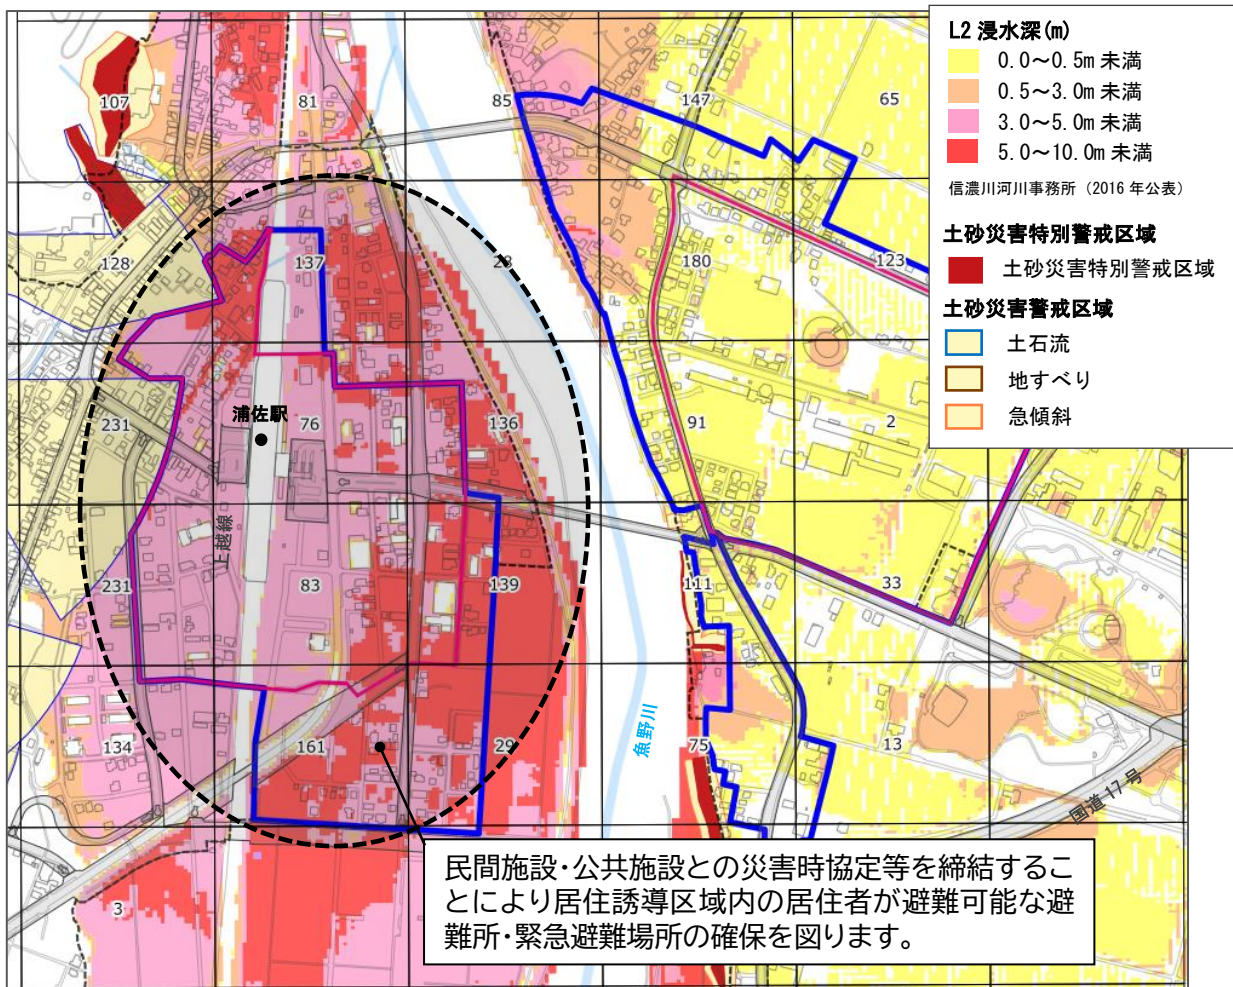 L2 浸水深(m)
0.0～0.5m 未満
0.5～3.0m 未満
3.0～5.0m 未満
5.0～10.0m 未満
信濃川河川事務所（2016 年公表）
土砂災害特別警戒区域
土砂災害特別警戒区域
土砂災害警戒区域
土石流
地すべり
急傾斜
107
81
85
147
65
128
137
28
180
123
231
浦佐駅
76
136
91
2
上越線
231
83
139
111
33
134
161
29
魚野川
75
13
国道17号
3
民間施設・公共施設との災害時協定等を締結するこ
とにより居住誘導区域内の居住者が避難可能な避
難所・緊急避難場所の確保を図ります。